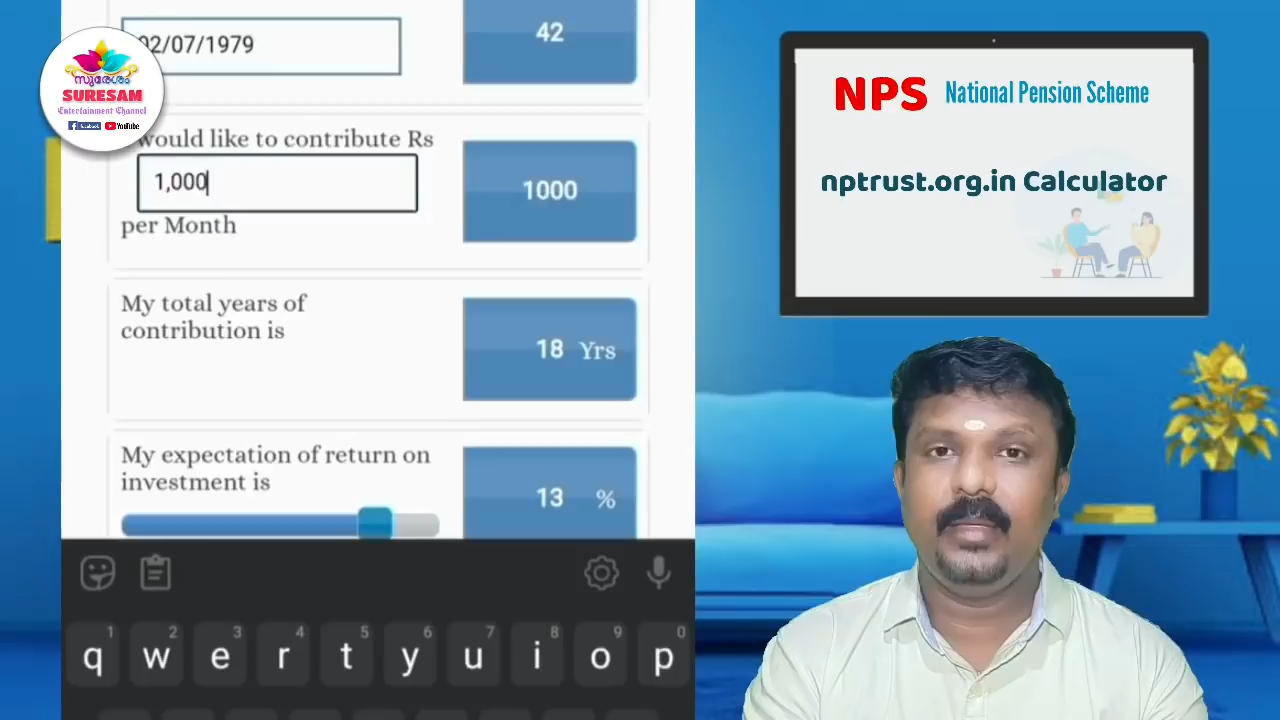 02/07/1979
42
സുരേശം
SURESAM
Entertainment Channel
facebook
YouTube
would like to contribute Rs
1,000
1000
per Month
My total years of
contribution is
18 Yrs
My expectation of return on
investment is
13 %
1 2 3 4 5 6 7 8 9 0
q w e r t y u i o p
NPS National Pension Scheme
nptrust.org.in Calculator